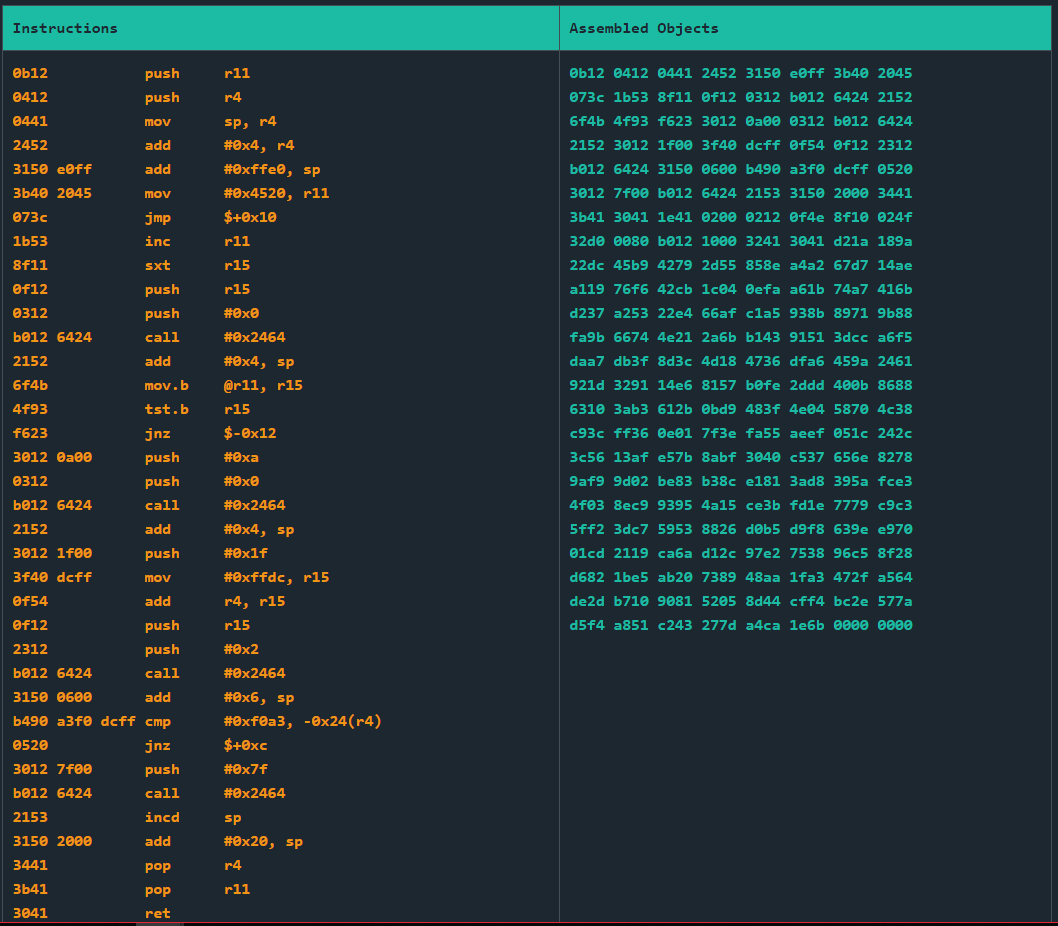 Instructions
0b12 push r11
0412 push r4
0441 mov sp, r4
2452 add #0x4, r4
3150 e0ff add #0xffe0, sp
3b40 2045 mov #0x4520, r11
073c jmp $+0x10
1b53 inc r11
8f11 sxt r15
0f12 push r15
0312 push #0x0
b012 6424 call #0x2464
2152 add #0x4, sp
6f4b mov.b @r11, r15
4f93 tst.b r15
f623 jnz $-0x12
3012 0a00 push #0xa
0312 push #0x0
b012 6424 call #0x2464
2152 add #0x4, sp
3012 1f00 push #0x1f
3f40 dcff mov #0xffdc, r15
0f54 add r4, r15
0f12 push r15
2312 push #0x2
b012 6424 call #0x2464
3150 0600 add #0x6, sp
b490 a3f0 dcff cmp #0xf0a3, -0x24(r4)
0520 jnz $+0xc
3012 7f00 push #0x7f
b012 6424 call #0x2464
2153 incd sp
3150 2000 add #0x20, sp
3441 pop r4
3b41 pop r11
3041 ret
Assembled Objects
0b12 0412 0441 2452 3150 e0ff 3b40 2045
073c 1b53 8f11 0f12 0312 b012 6424 2152
6f4b 4f93 f623 3012 0a00 0312 b012 6424
2152 3012 1f00 3f40 dcff 0f54 0f12 2312
b012 6424 3150 0600 b490 a3f0 dcff 0520
3012 7f00 b012 6424 2153 3150 2000 3441
3b41 3041 1e41 0200 0212 0f4e 8f10 024f
32d0 0080 b012 1000 3241 3041 d21a 189a
22dc 45b9 4279 2d55 858e a4a2 67d7 14ae
a119 76f6 42cb 1c04 0efa a61b 74a7 416b
d237 a253 22e4 66af c1a5 938b 8971 9b88
fa9b 6674 4e21 2a6b b143 9151 3dcc a6f5
daa7 db3f 8d3c 4d18 4736 dfa6 459a 2461
921d 3291 14e6 8157 b0fe 2ddd 400b 8688
6310 3ab3 612b 0bd9 483f 4e04 5870 4c38
c93c ff36 0e01 7f3e fa55 aeef 051c 242c
3c56 13af e57b 8abf 3040 c537 656e 8278
9af9 9d02 be83 b38c e181 3ad8 395a fce3
4f03 8ec9 9395 4a15 ce3b fd1e 7779 c9c3
5ff2 3dc7 5953 8826 d0b5 d9f8 639e e970
01cd 2119 ca6a d12c 97e2 7538 96c5 8f28
d682 1be5 ab20 7389 48aa 1fa3 472f a564
de2d b710 9081 5205 8d44 cff4 bc2e 577a
d5f4 a851 c243 277d a4ca 1e6b 0000 0000